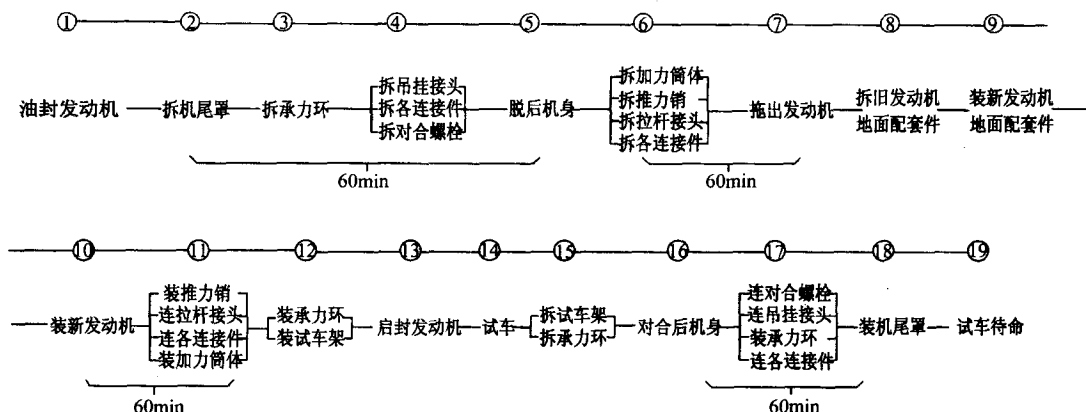 ① ② ③ ④ ⑤ ⑥ ⑦ ⑧ ⑨
油封发动机 拆机尾罩 拆承力环 拆吊挂接头 拆各连接件 拆对合螺栓 脱后机身 拆加力筒体 拆推力销 拆拉杆接头 拆各连接件 拖出发动机 拆旧发动机 地面配套件 装新发动机 地面配套件
60min 60min
⑩ ⑪ ⑫ ⑬ ⑭ ⑮ ⑯ ⑰ ⑱ ⑲
装新发动机 装推力销 连拉杆接头 连各连接件 装加力筒体 装承力环 装试车架 启封发动机 试车 拆试车架 拆承力环 对合后机身 连对合螺栓 连吊挂接头 装承力环 连各连接件 装机尾罩 试车待命
60min 60min